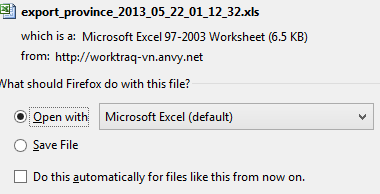 export_province_2013_05_22_01_12_32.xls
which is a: Microsoft Excel 97-2003 Worksheet (6.5 KB)
from: http://worktraq-vn.anvy.net
What should Firefox do with this file?
Open with Microsoft Excel (default)
Save File
Do this automatically for files like this from now on.